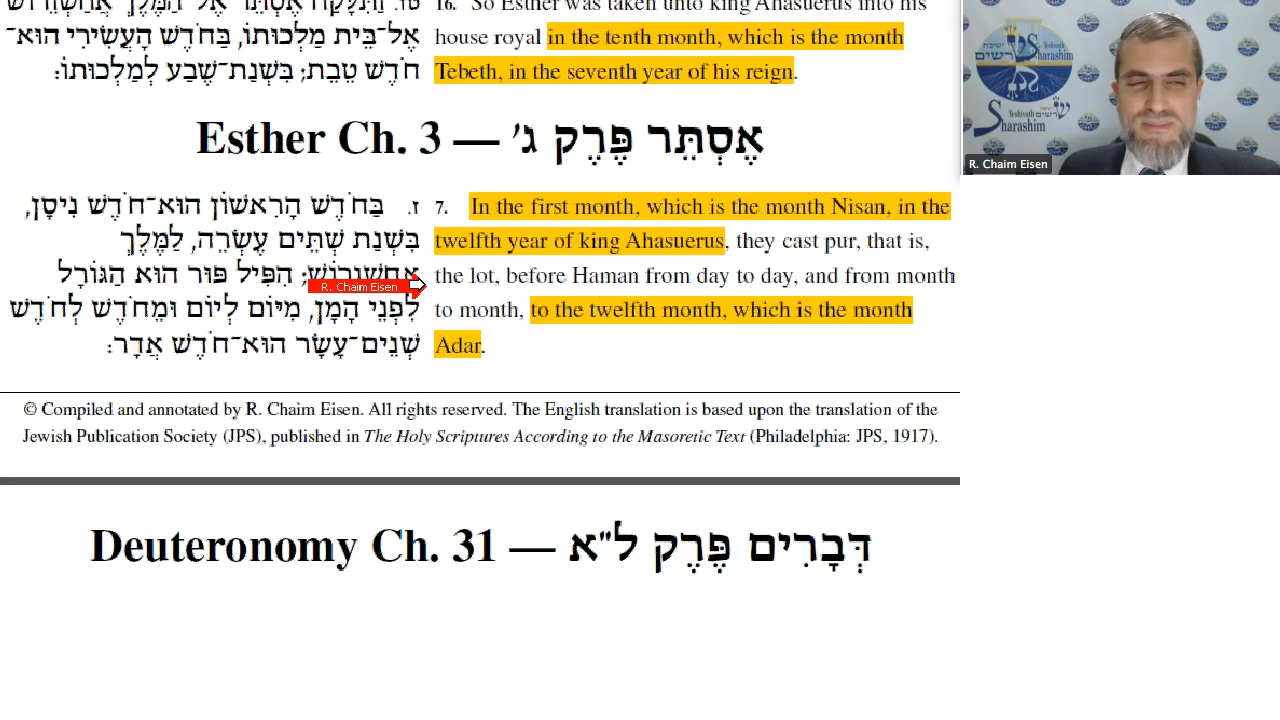 16. So Esther was taken unto king Ahasuerus into his
house royal in the tenth month, which is the month
Tebeth, in the seventh year of his reign.
טז. וַתִּלָּקַח אֶסְתֵּר אֶל הַמֶּלֶךְ אֲחַשְׁוֵרוֹשׁ
אֶל־בֵּית מַלְכוּתוֹ, בַּחֹדֶשׁ הָעֲשִׂירִי הוּא־
חֹדֶשׁ טֵבֵת; בִּשְׁנַת־שֶׁבַע לְמַלְכוּתוֹ:
Esther Ch. 3 — אֶסְתֵּר פֶּרֶק ג׳
7. In the first month, which is the month Nisan, in the
twelfth year of king Ahasuerus, they cast pur, that is,
the lot, before Haman from day to day, and from month
to month, to the twelfth month, which is the month
Adar.
ז. בַּחֹדֶשׁ הָרִאשׁוֹן הוּא־חֹדֶשׁ נִיסָן,
בִּשְׁנַת שְׁתֵּים עֶשְׂרֵה, לַמֶּלֶךְ
אֲחַשְׁוֵרוֹשׁ; הִפִּיל פּוּר הוּא הַגּוֹרָל
לִפְנֵי הָמָן, מִיּוֹם לְיוֹם וּמֵחֹדֶשׁ לְחֹדֶשׁ
שְׁנֵים־עָשָׂר הוּא־חֹדֶשׁ אֲדָר:
R. Chaim Eisen
© Compiled and annotated by R. Chaim Eisen. All rights reserved. The English translation is based upon the translation of the
Jewish Publication Society (JPS), published in The Holy Scriptures According to the Masoretic Text (Philadelphia: JPS, 1917).
Deuteronomy Ch. 31 — דְּבָרִים פֶּרֶק ל״א
ישיבת שרשים
Yeshivath Sharashim
Yeshivath שרשים
Sharashim
R. Chaim Eisen